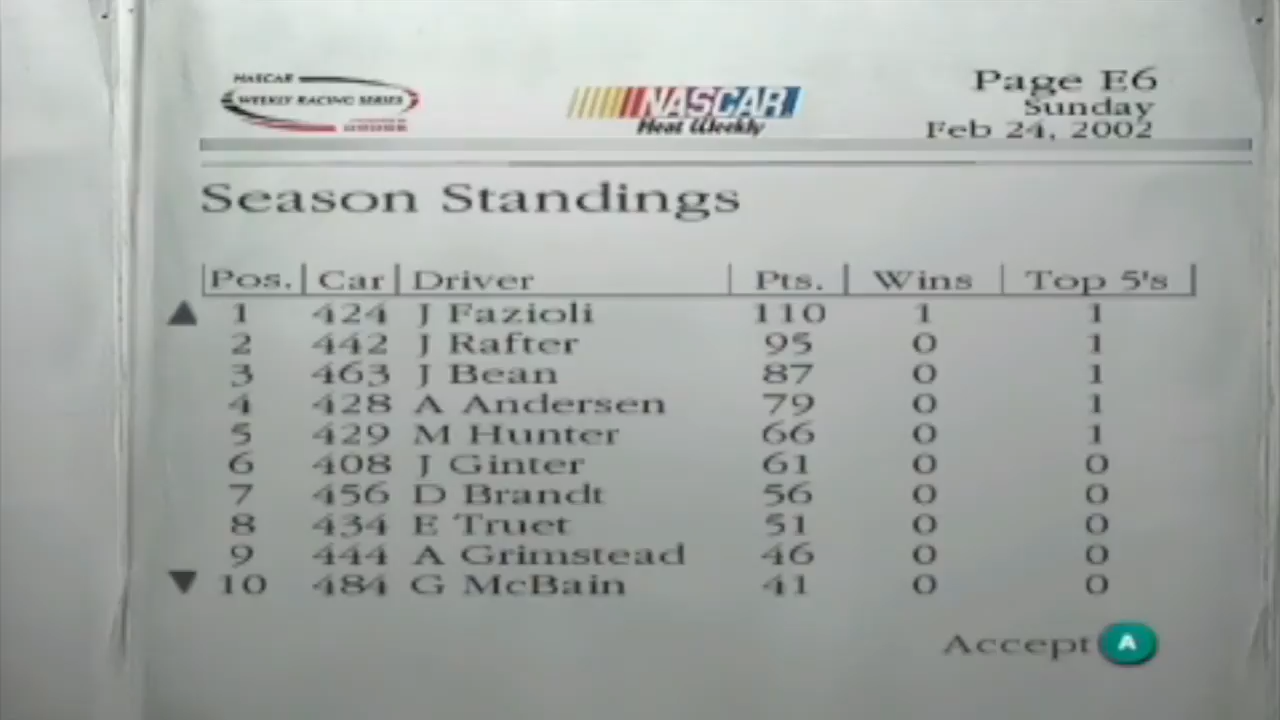 NASCAR
WEEKLY RACING SERIES
NASCAR
Heat Weekly
Page E6
Sunday
Feb 24, 2002
Season Standings
Pos. Car Driver Pts. Wins Top 5's
1 424 J Fazioli 110 1 1
2 442 J Rafter 95 0 1
3 463 J Bean 87 0 1
4 428 A Andersen 79 0 1
5 429 M Hunter 66 0 1
6 408 J Ginter 61 0 0
7 456 D Brandt 56 0 0
8 434 E Truet 51 0 0
9 444 A Grimstead 46 0 0
10 484 G McBain 41 0 0
Accept A